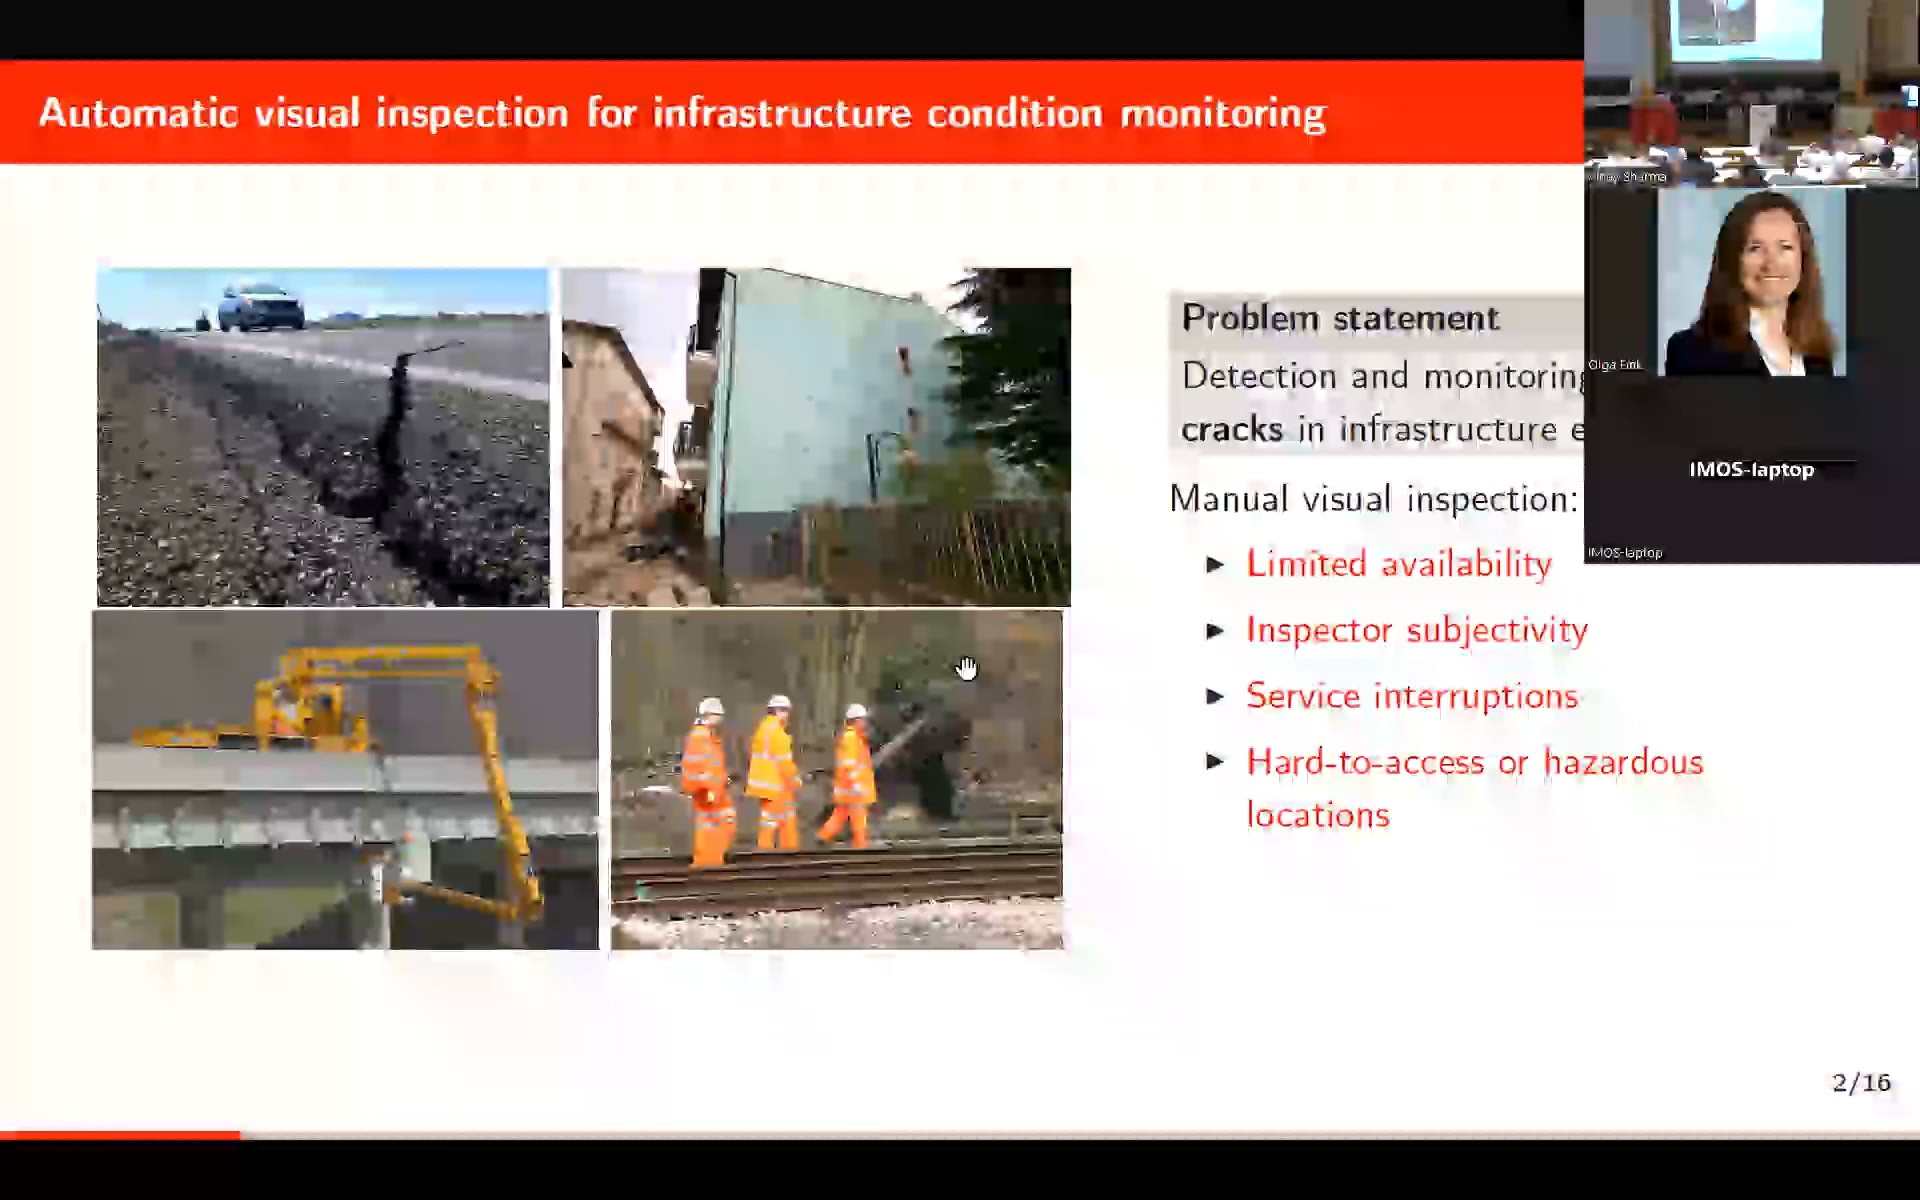 Automatic visual inspection for infrastructure condition monitoring
Problem statement
Detection and monitoring
cracks in infrastructure e
Manual visual inspection:
Limited availability
Inspector subjectivity
Service interruptions
Hard-to-access or hazardous
locations
2/16
Vinay Sharma
Olga Fink
IMOS-laptop
IMOS-laptop